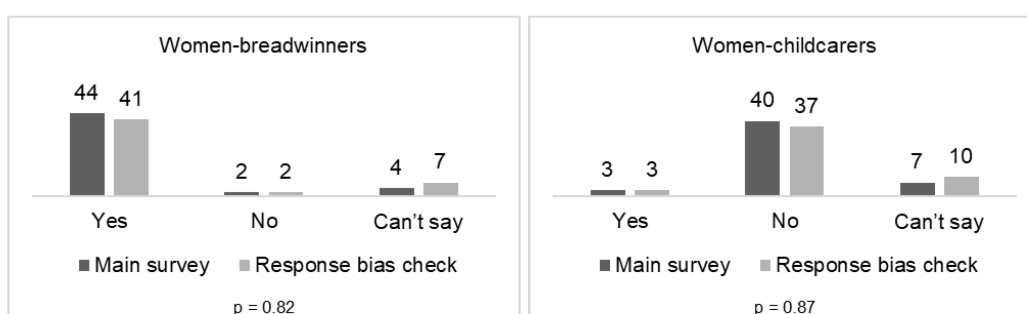 Women-breadwinners
44 41
2 2
4 7
Yes No Can't say
■ Main survey ■ Response bias check
p = 0.82
Women-childcarers
3 3
40 37
7 10
Yes No Can't say
■ Main survey ■ Response bias check
p = 0.87